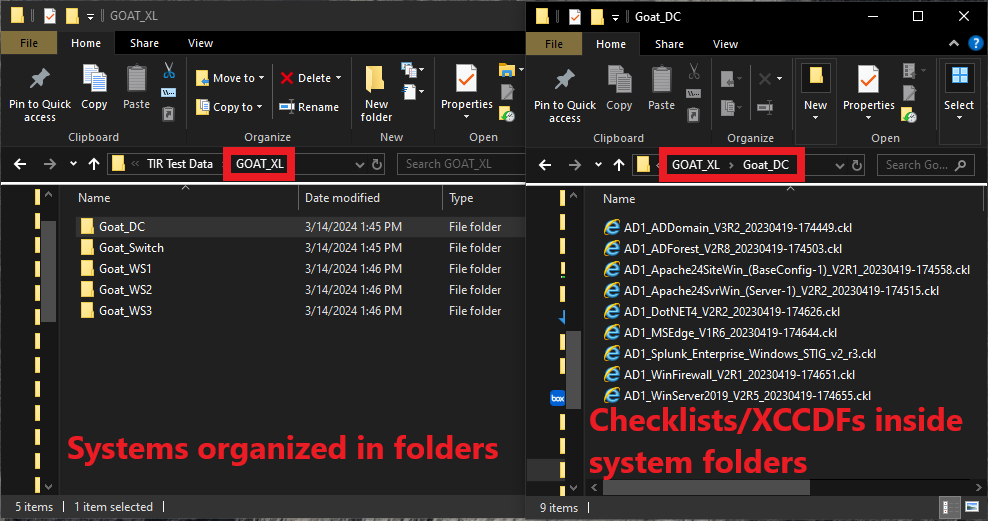 GOAT_XL
File
Home
Share
View
Pin to Quick access
Copy
Paste
Clipboard
Move to
Copy to
Delete
Rename
Organize
New folder
New
Properties
Open
TIR Test Data
GOAT_XL
Search GOAT_XL
Name
Date modified
Type
Goat_DC 3/14/2024 1:45 PM File folder
Goat_Switch 3/14/2024 1:45 PM File folder
Goat_WS1 3/14/2024 1:46 PM File folder
Goat_WS2 3/14/2024 1:46 PM File folder
Goat_WS3 3/14/2024 1:46 PM File folder
Systems organized in folders
5 items
1 item selected
Goat_DC
File
Home
Share
View
Pin to Quick access
Copy
Paste
Clipboard
Organize
New
Properties
Open
Select
GOAT_XL
Goat_DC
Search Go...
Name
AD1_ADDomain_V3R2_20230419-174449.ckl
AD1_ADForest_V2R8_20230419-174503.ckl
AD1_Apache24SiteWin_(BaseConfig-1)_V2R1_20230419-174558.ckl
AD1_Apache24SvrWin_(Server-1)_V2R2_20230419-174515.ckl
AD1_DotNET4_V2R2_20230419-174626.ckl
AD1_MSEdge_V1R6_20230419-174644.ckl
AD1_Splunk_Enterprise_Windows_STIG_v2_r3.ckl
AD1_WinFirewall_V2R1_20230419-174651.ckl
AD1_WinServer2019_V2R5_20230419-174655.ckl
box
Checklists/XCCDFs inside
system folders
9 items